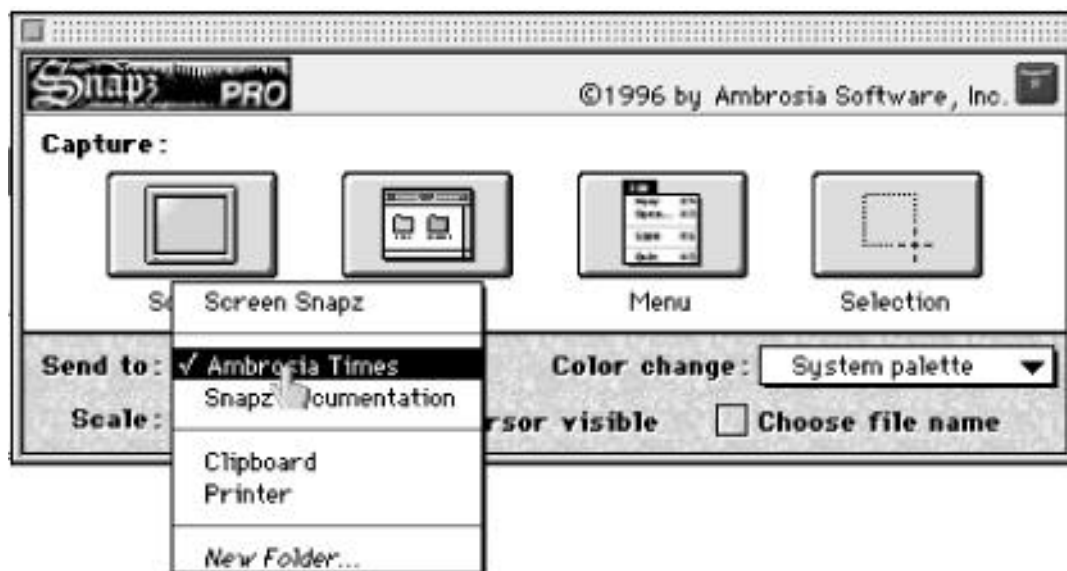 Snapz PRO
©1996 by Ambrosia Software, Inc.
Capture:
Menu
Selection
Screen Snapz
Send to:
✓ Ambrosia Times
Color change:
System palette
Snapz
Scale:
visible
Choose file name
Clipboard
Printer
New Folder...